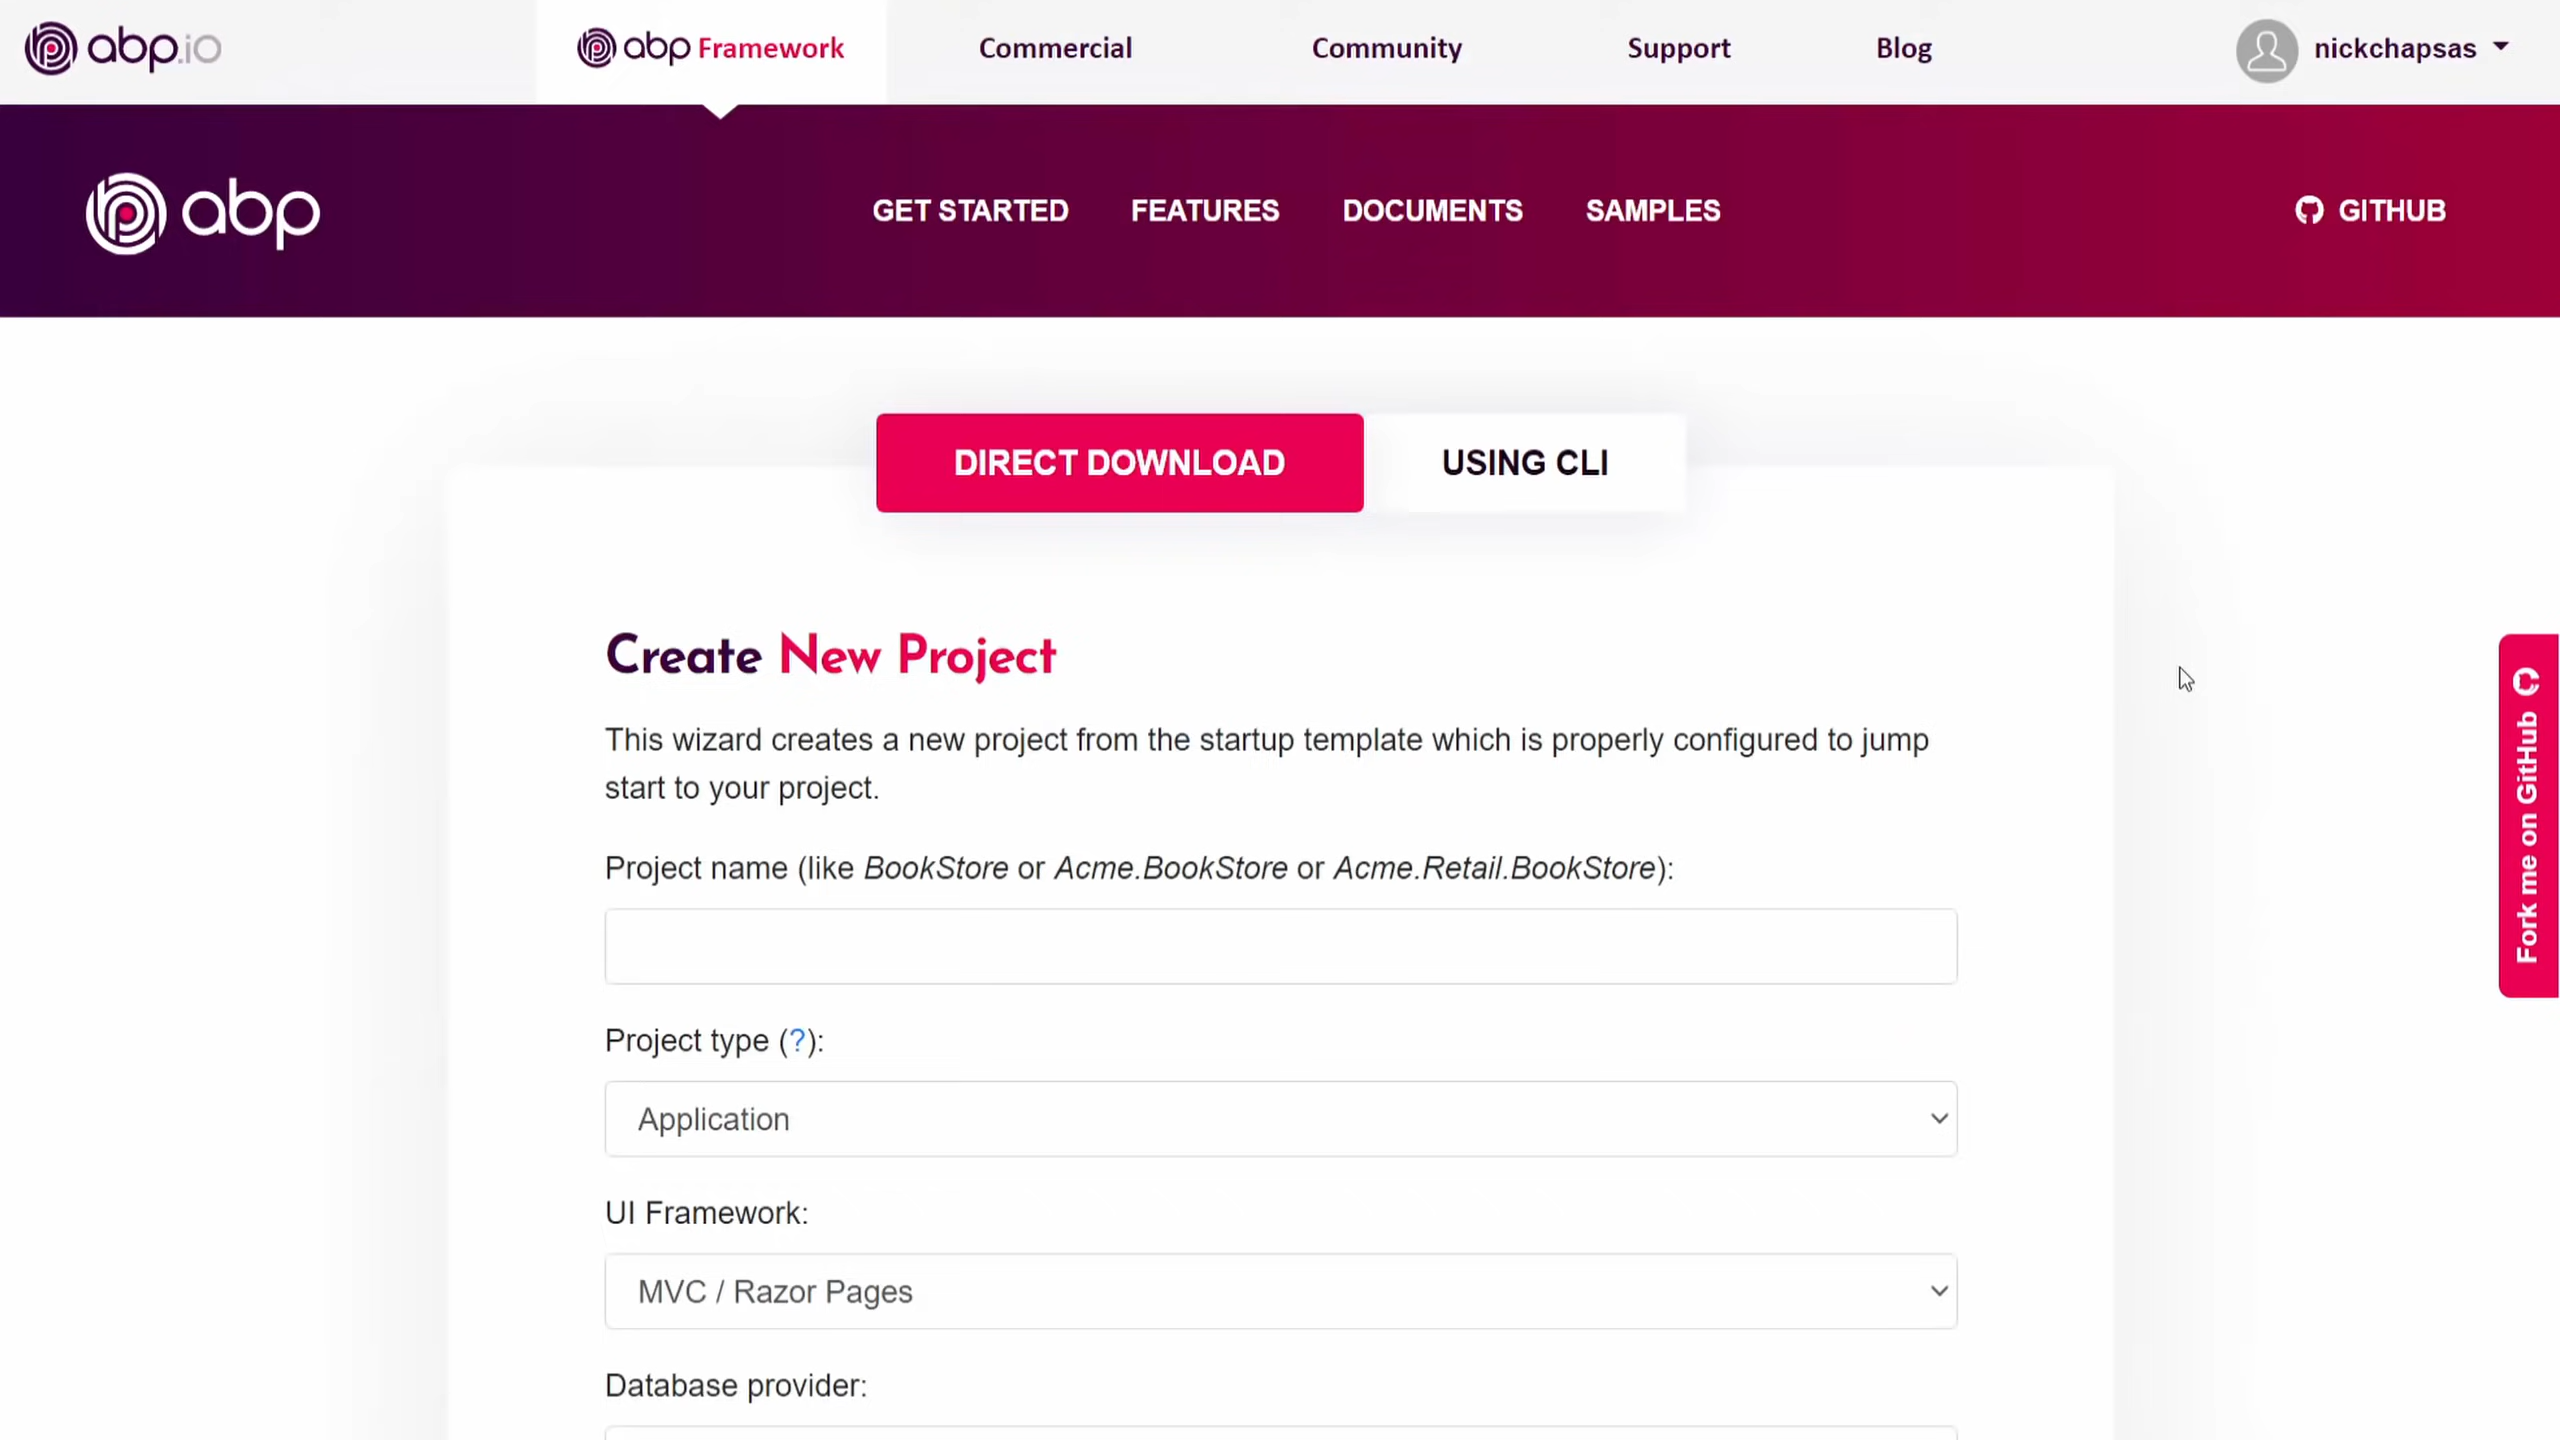 abp.io
abp Framework
Commercial
Community
Support
Blog
nickchapsas
abp
GET STARTED
FEATURES
DOCUMENTS
SAMPLES
GITHUB
DIRECT DOWNLOAD
USING CLI
Create New Project
This wizard creates a new project from the startup template which is properly configured to jump
start to your project.
Project name (like BookStore or Acme.BookStore or Acme.Retail.BookStore):
Project type (?):
Application
UI Framework:
MVC / Razor Pages
Database provider:
Fork me on GitHub